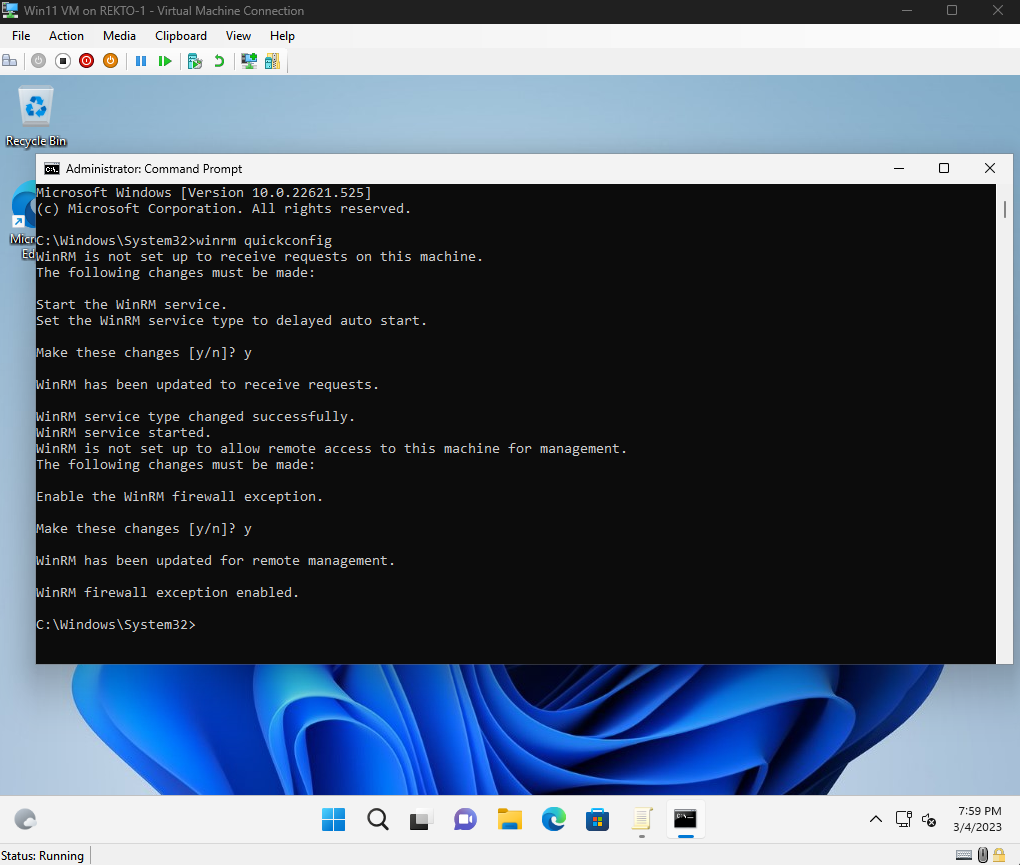 Win11 VM on REKTO-1 - Virtual Machine Connection
File Action Media Clipboard View Help
Recycle Bin
Administrator: Command Prompt
Microsoft Windows [Version 10.0.22621.525]
(c) Microsoft Corporation. All rights reserved.
C:\Windows\System32>winrm quickconfig
WinRM is not set up to receive requests on this machine.
The following changes must be made:
Start the WinRM service.
Set the WinRM service type to delayed auto start.
Make these changes [y/n]? y
WinRM has been updated to receive requests.
WinRM service type changed successfully.
WinRM service started.
WinRM is not set up to allow remote access to this machine for management.
The following changes must be made:
Enable the WinRM firewall exception.
Make these changes [y/n]? y
WinRM has been updated for remote management.
WinRM firewall exception enabled.
C:\Windows\System32>
7:59 PM
3/4/2023
Status: Running